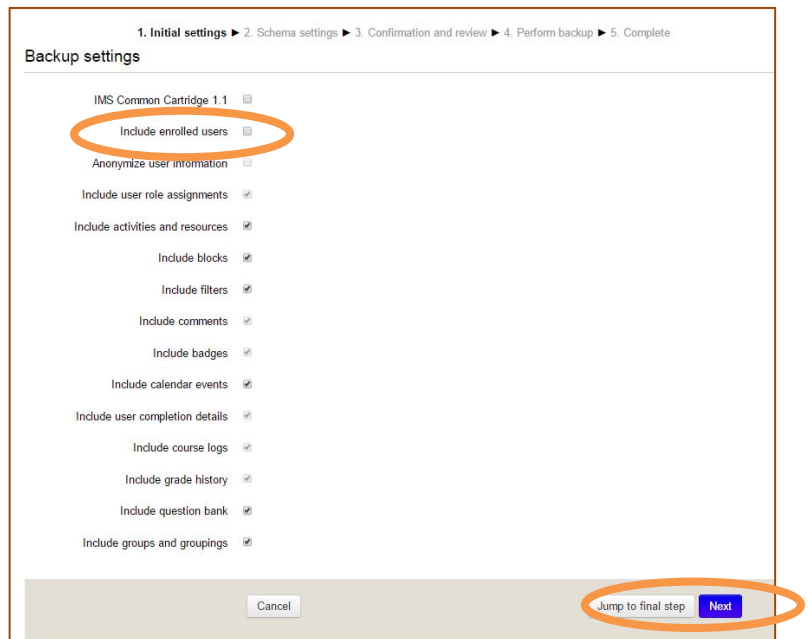 1. Initial settings ► 2. Schema settings ► 3. Confirmation and review ► 4. Perform backup ► 5. Complete
Backup settings
IMS Common Cartridge 1.1
Include enrolled users
Anonymize user information
Include user role assignments
Include activities and resources
Include blocks
Include filters
Include comments
Include badges
Include calendar events
Include user completion details
Include course logs
Include grade history
Include question bank
Include groups and groupings
Cancel Jump to final step Next